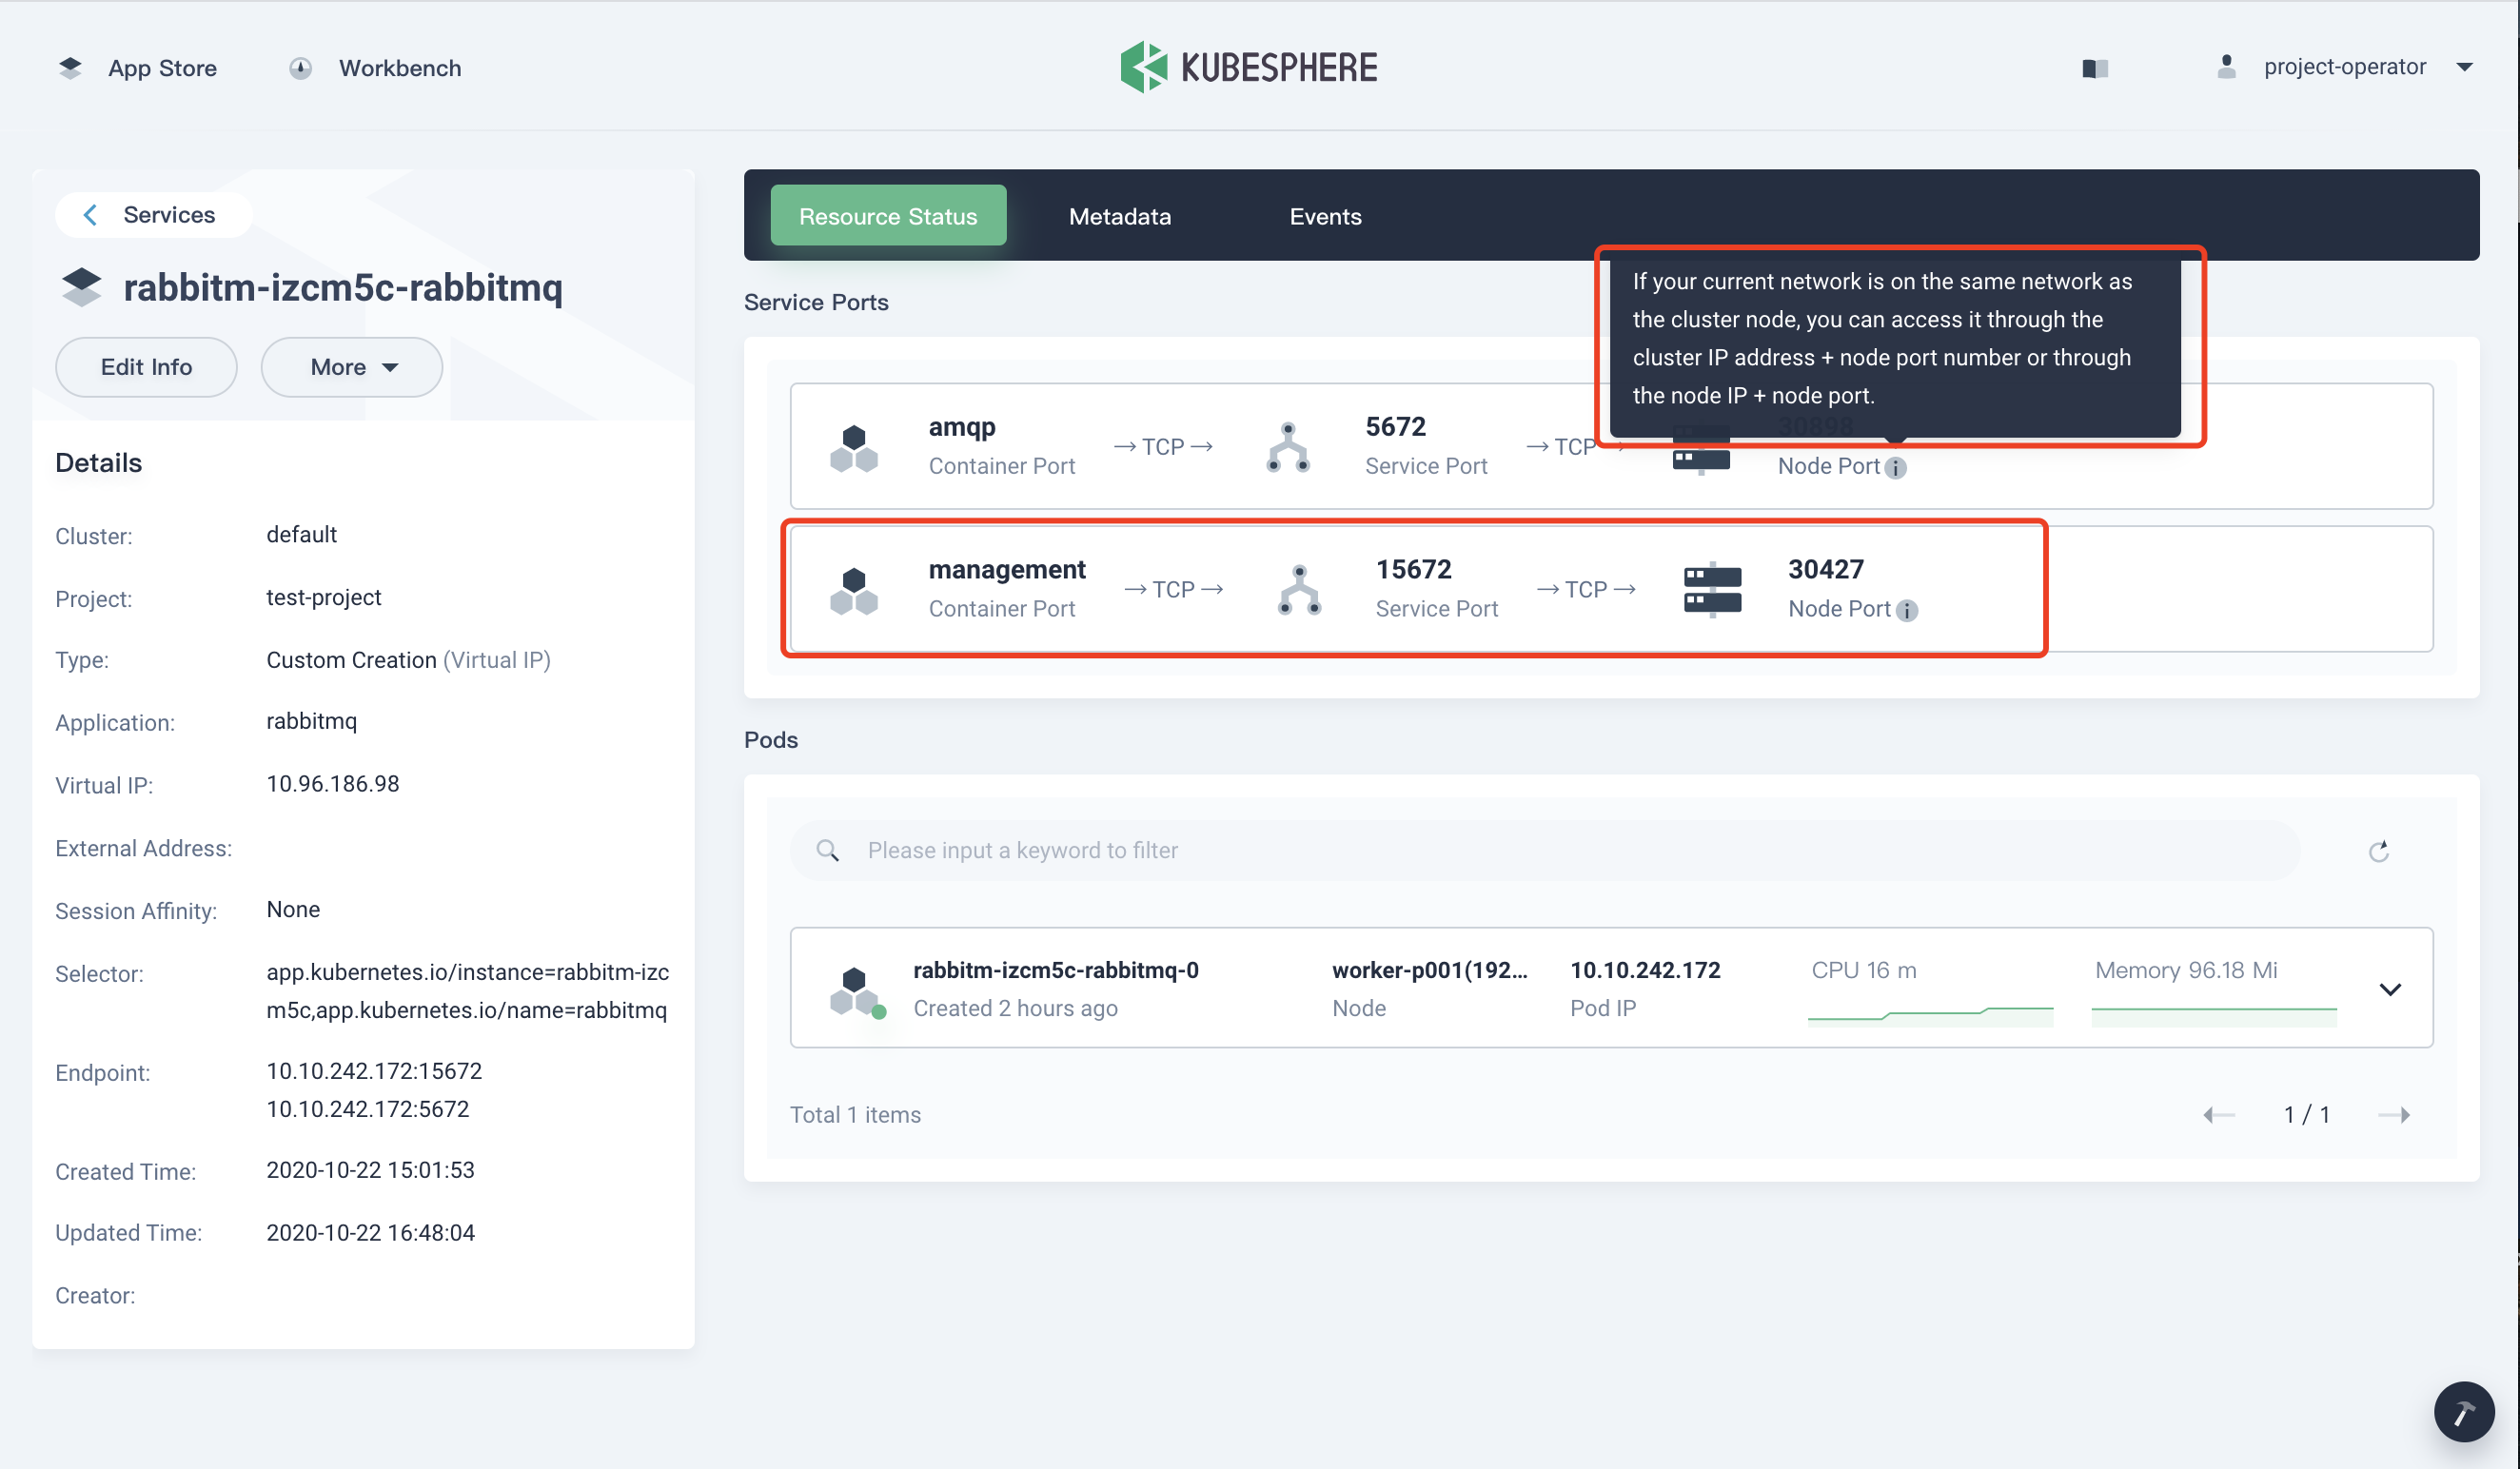 App Store
Workbench
KUBESPHERE
project-operator
Services
rabbitm-izcm5c-rabbitmq
Edit Info
More
Details
Cluster:
default
Project:
test-project
Type:
Custom Creation (Virtual IP)
Application:
rabbitmq
Virtual IP:
10.96.186.98
External Address:
Session Affinity:
None
Selector:
app.kubernetes.io/instance=rabbitm-izc
m5c,app.kubernetes.io/name=rabbitmq
Endpoint:
10.10.242.172:15672
10.10.242.172:5672
Created Time:
2020-10-22 15:01:53
Updated Time:
2020-10-22 16:48:04
Creator:
Resource Status
Metadata
Events
Service Ports
If your current network is on the same network as
the cluster node, you can access it through the
cluster IP address + node port number or through
the node IP + node port.
amqp
Container Port
TCP
5672
Service Port
TCP
30898
Node Port
management
Container Port
TCP
15672
Service Port
TCP
30427
Node Port
Pods
Please input a keyword to filter
rabbitm-izcm5c-rabbitmq-0
Created 2 hours ago
worker-p001(192...
Node
10.10.242.172
Pod IP
CPU 16 m
Memory 96.18 Mi
Total 1 items
1 / 1